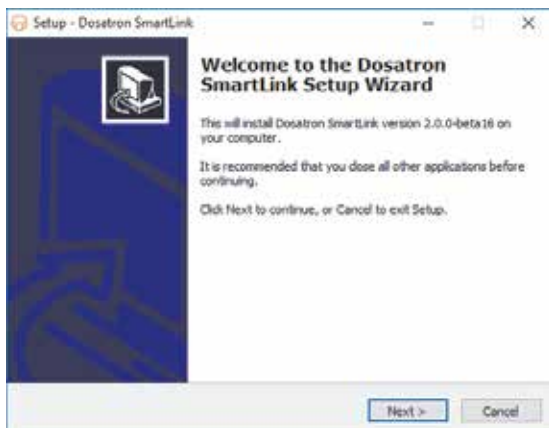 Setup - Dosatron SmartLink
Welcome to the Dosatron
SmartLink Setup Wizard
This will install Dosatron SmartLink version 2.0.0-beta16 on
your computer.
It is recommended that you close all other applications before
continuing.
Click Next to continue, or Cancel to exit Setup.
Next >
Cancel